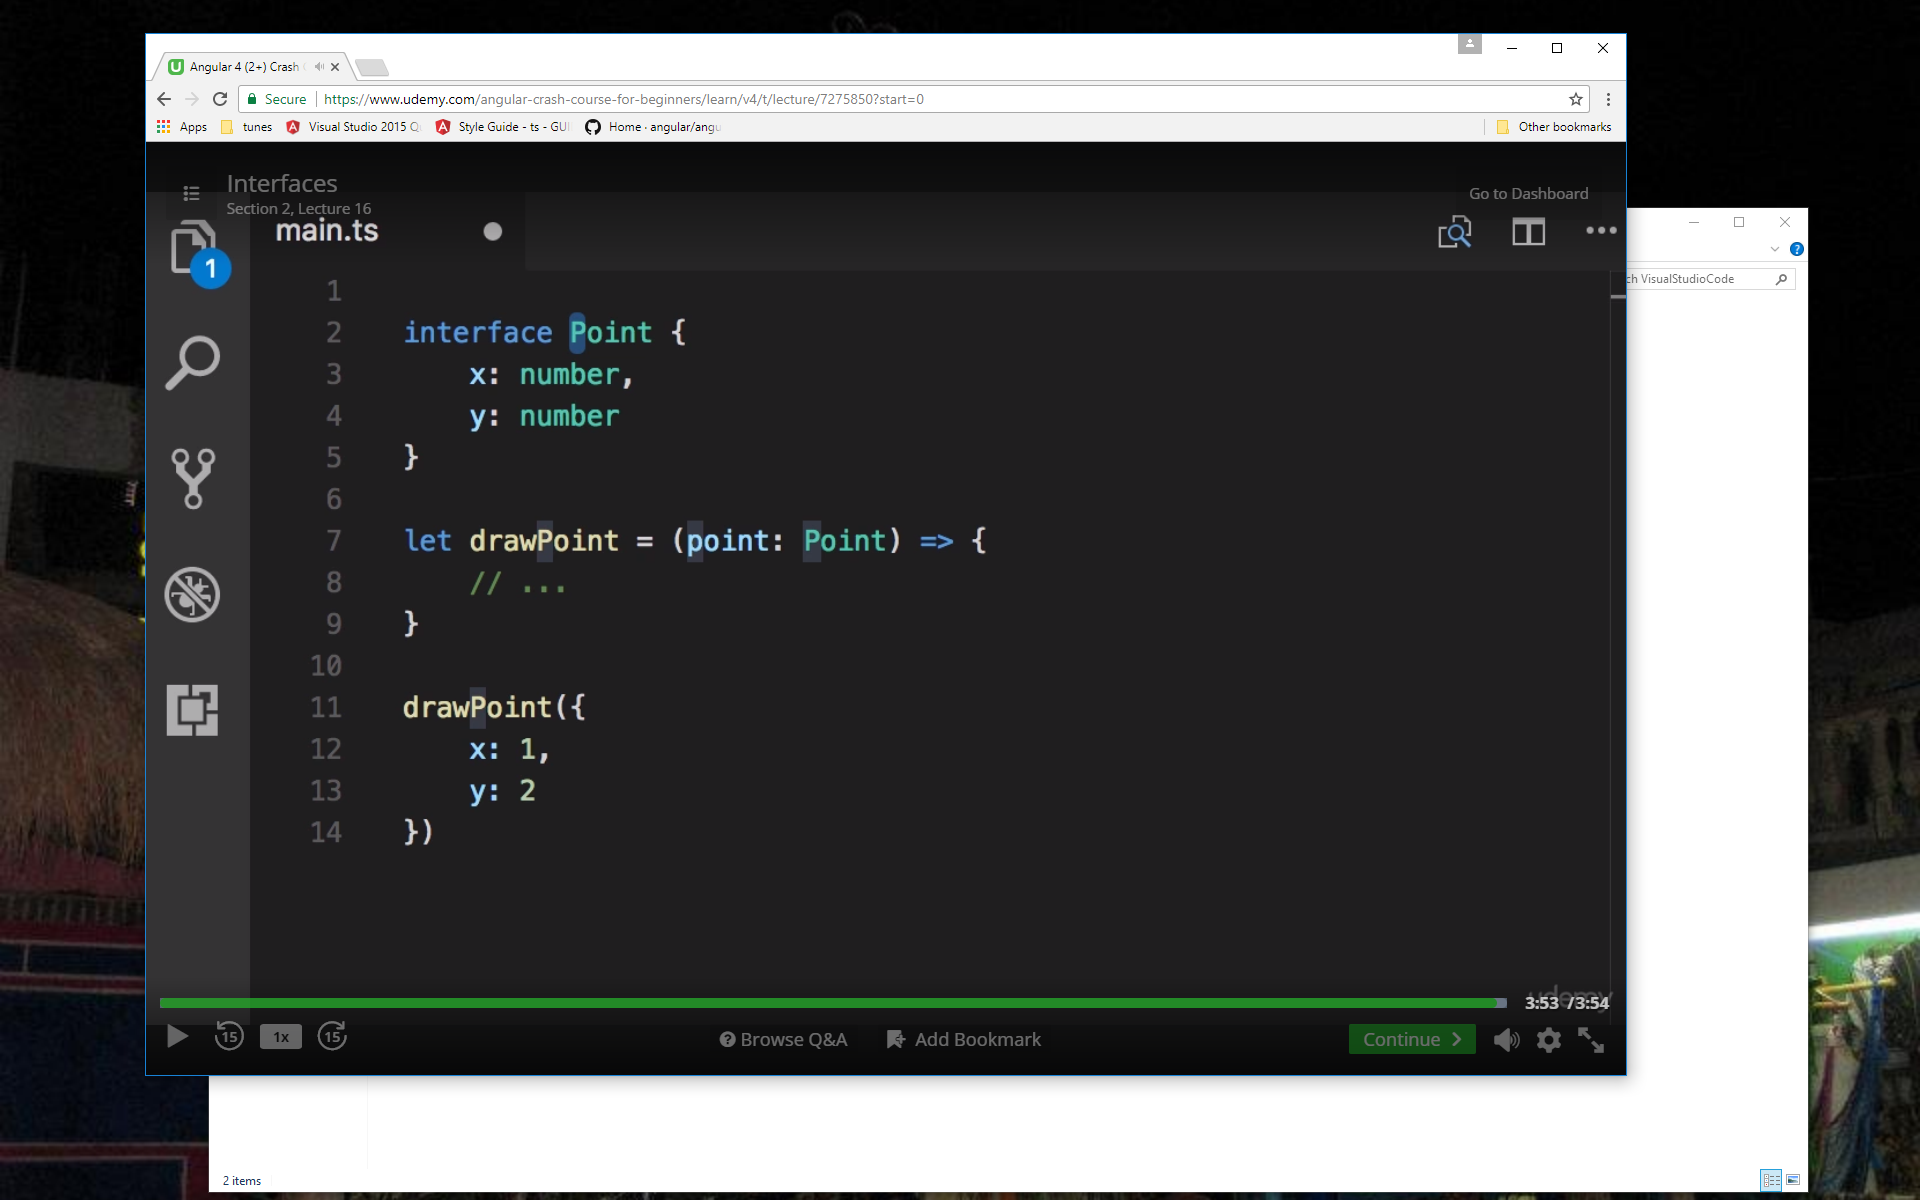 Angular 4 (2+) Crash
Secure https://www.udemy.com/angular-crash-course-for-beginners/learn/v4/t/lecture/7275850?start=0
Apps tunes Visual Studio 2015 Style Guide - ts - GUI Home · angular/angu Other bookmarks
Interfaces
Section 2, Lecture 16
Go to Dashboard
main.ts
1
ch VisualStudioCode
1
2 interface Point {
3     x: number,
4     y: number
5 }
6
7 let drawPoint = (point: Point) => {
8     // ...
9 }
10
11 drawPoint({
12     x: 1,
13     y: 2
14 })
udemy
3:53 /3:54
15 1x 15 Browse Q&A Add Bookmark Continue
2 items